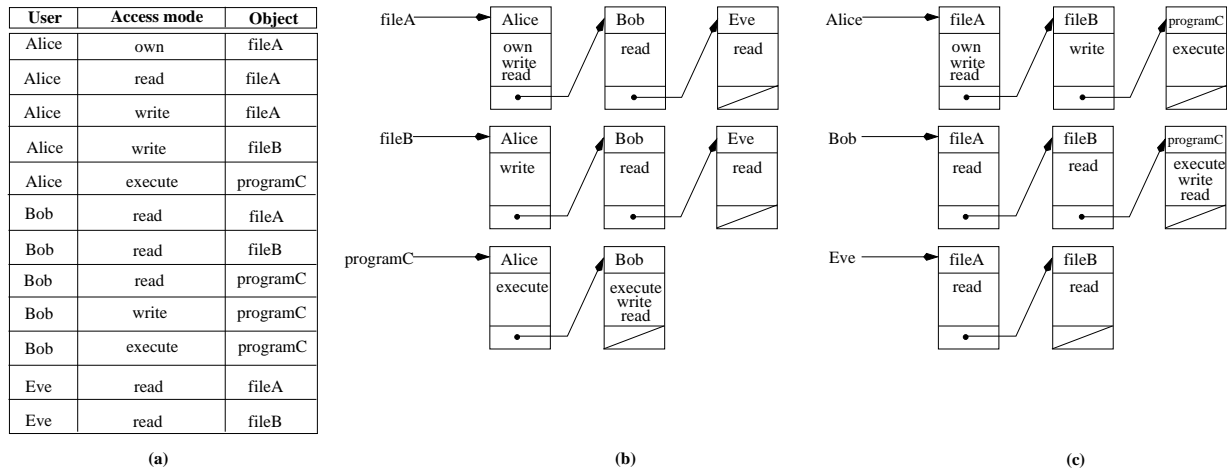 User Access mode Object
Alice own fileA
Alice read fileA
Alice write fileA
Alice write fileB
Alice execute programC
Bob read fileA
Bob read fileB
Bob read programC
Bob write programC
Bob execute programC
Eve read fileA
Eve read fileB
(a)
fileA Alice Bob Eve
own read read
write
read
fileB Alice Bob Eve
write read read
programC Alice Bob
execute execute
write
read
(b)
Alice fileA fileB programC
own write execute
write
read
Bob fileA fileB programC
read read execute
write
read
Eve fileA fileB
read read
(c)